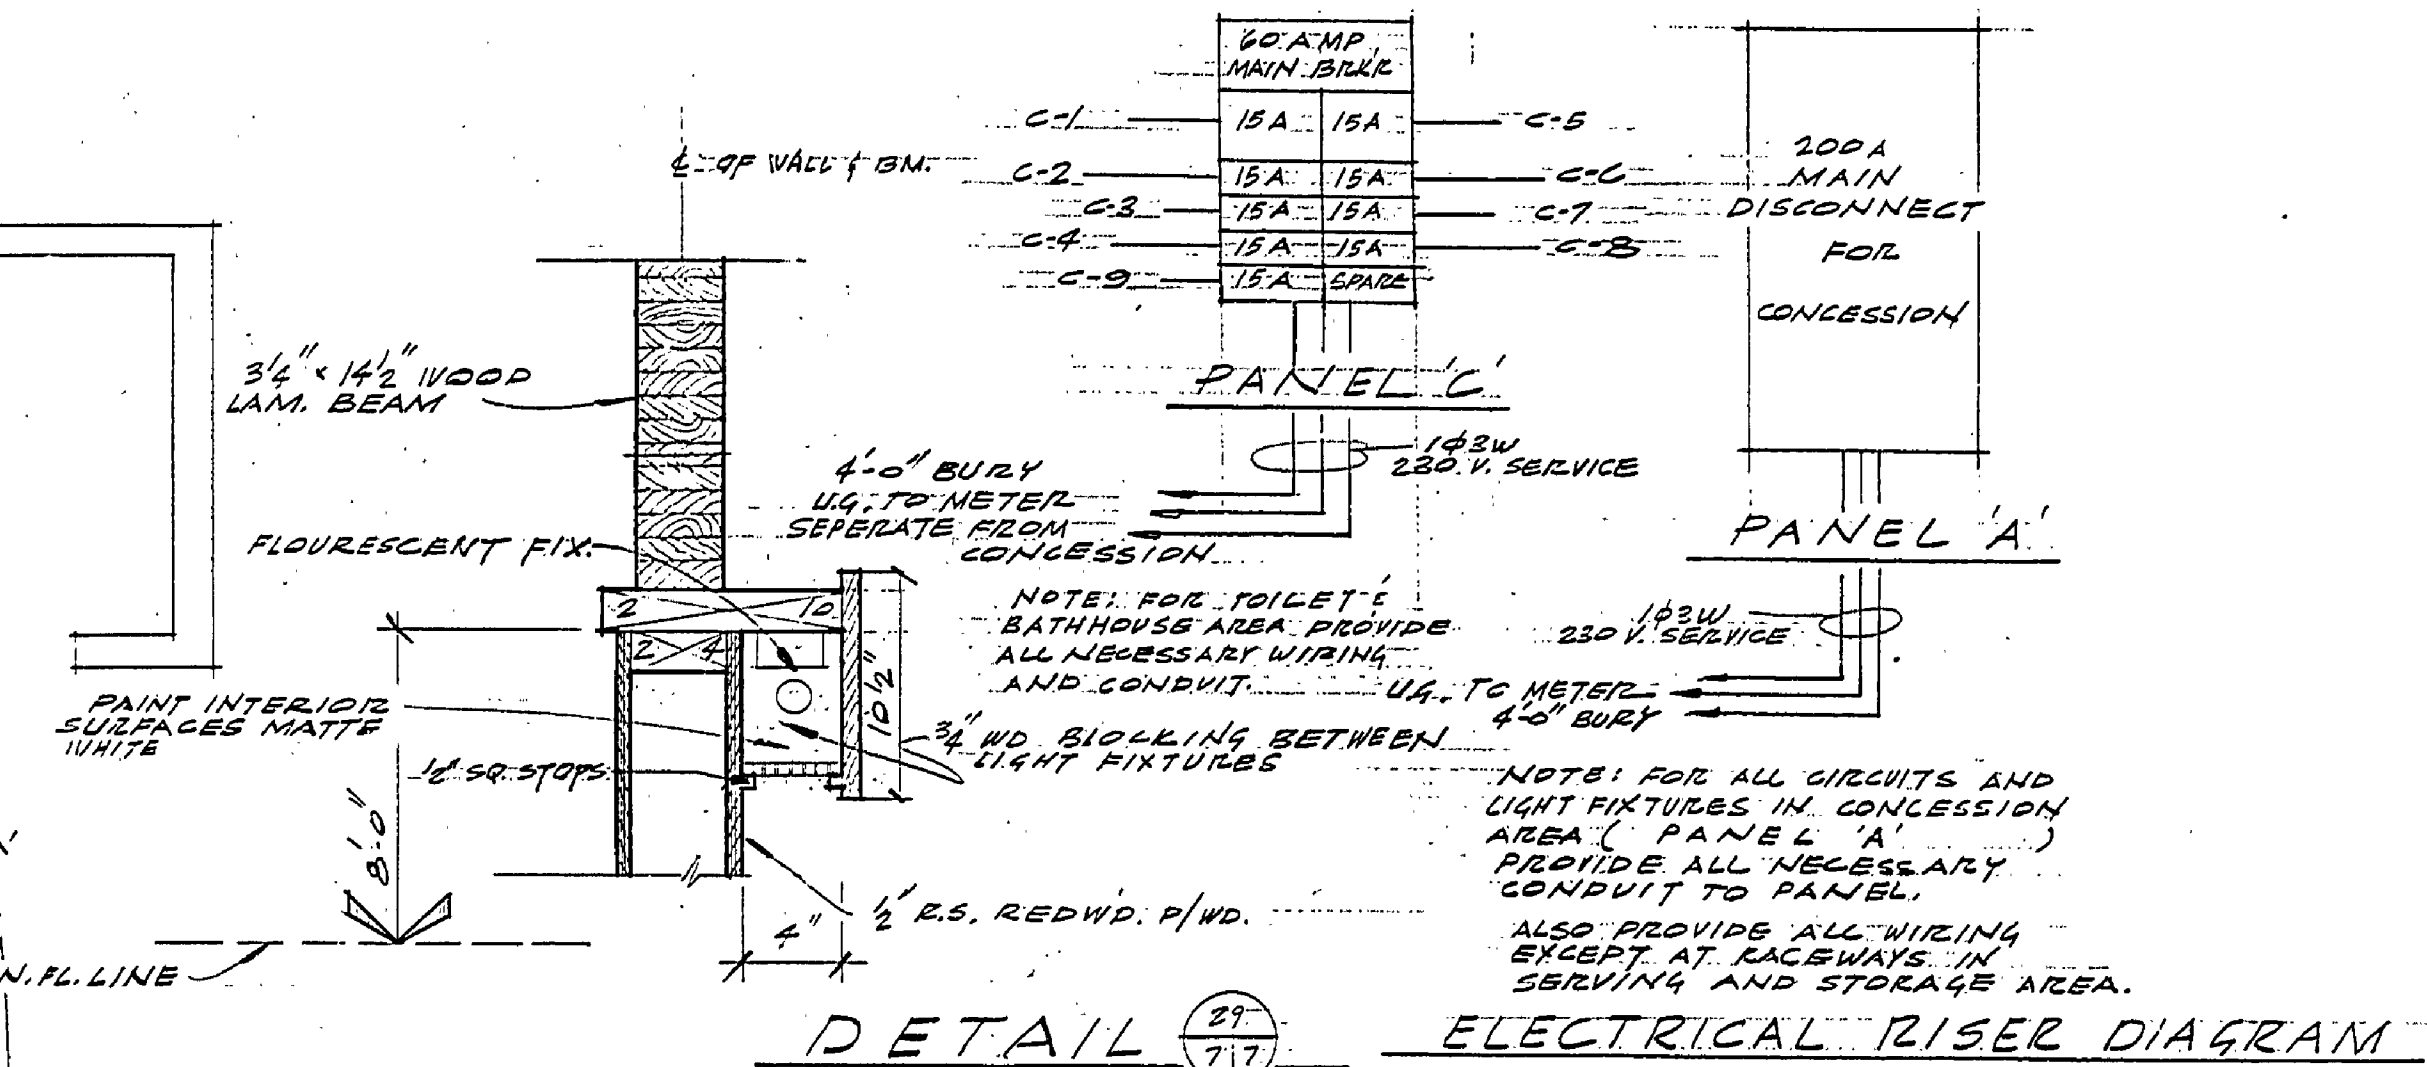 60 AMP
MAIN BRK'R
C-1 15A 15A C-5
C-2 15A 15A C-6
C-3 15A 15A C-7
C-4 15A 15A C-8
C-9 15A SPARE
PANEL 'C'
1Φ3W
230 V. SERVICE
4'-0" BURY
U.G. TO METER
SEPERATE FROM
CONCESSION
NOTE: FOR TOILET &
BATHHOUSE AREA PROVIDE
ALL NECESSARY WIRING
AND CONDUIT.
200A
MAIN
DISCONNECT
FOR
CONCESSION
PANEL 'A'
1Φ3W
230 V. SERVICE
U.G. TO METER
4'-0" BURY
NOTE: FOR ALL CIRCUITS AND
LIGHT FIXTURES IN CONCESSION
AREA ( PANEL 'A' )
PROVIDE ALL NECESSARY
CONDUIT TO PANEL.
ALSO PROVIDE ALL WIRING
EXCEPT AT RACEWAYS IN
SERVING AND STORAGE AREA.
ELECTRICAL RISER DIAGRAM
℄ OF WALL & BM.
3¼" x 14½" WOOD
LAM. BEAM
FLOURESCENT FIX.
2 10
2 4
10½"
PAINT INTERIOR
SURFACES MATTE
WHITE
½" SQ. STOPS
¾" WD BLOCKING BETWEEN
LIGHT FIXTURES
8'-0"
½" R.S. REDWD. P/WD.
4"
N. FL. LINE
DETAIL
29
7 7